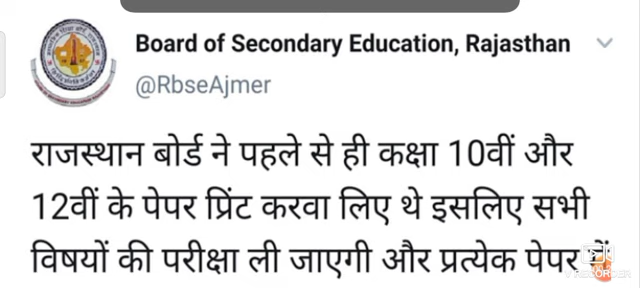 Board of Secondary Education, Rajasthan
@RbseAjmer
राजस्थान बोर्ड ने पहले से ही कक्षा 10वीं और
12वीं के पेपर प्रिंट करवा लिए थे इसलिए सभी
विषयों की परीक्षा ली जाएगी और प्रत्येक पेपर में
RECORDER